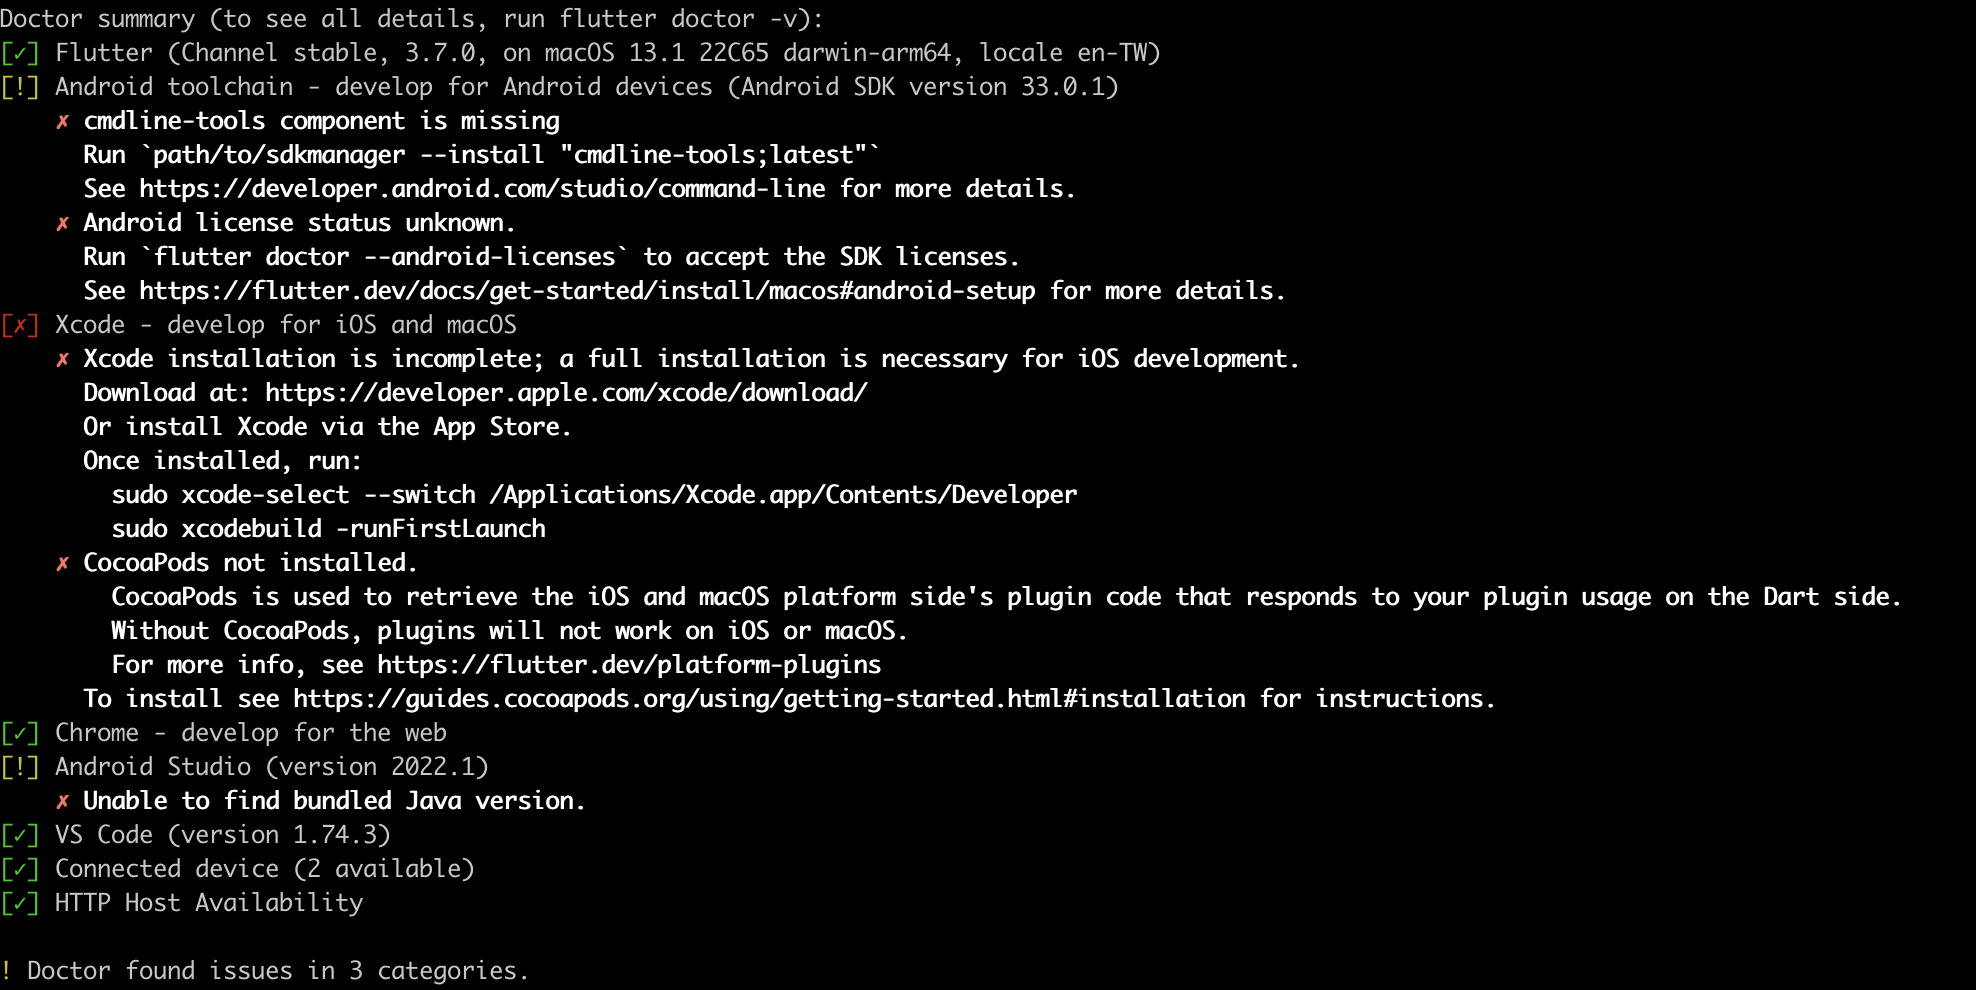 Doctor summary (to see all details, run flutter doctor -v):
[✓] Flutter (Channel stable, 3.7.0, on macOS 13.1 22C65 darwin-arm64, locale en-TW)
[!] Android toolchain - develop for Android devices (Android SDK version 33.0.1)
    ✗ cmdline-tools component is missing
      Run `path/to/sdkmanager --install "cmdline-tools;latest"`
      See https://developer.android.com/studio/command-line for more details.
    ✗ Android license status unknown.
      Run `flutter doctor --android-licenses` to accept the SDK licenses.
      See https://flutter.dev/docs/get-started/install/macos#android-setup for more details.
[✗] Xcode - develop for iOS and macOS
    ✗ Xcode installation is incomplete; a full installation is necessary for iOS development.
      Download at: https://developer.apple.com/xcode/download/
      Or install Xcode via the App Store.
      Once installed, run:
        sudo xcode-select --switch /Applications/Xcode.app/Contents/Developer
        sudo xcodebuild -runFirstLaunch
    ✗ CocoaPods not installed.
        CocoaPods is used to retrieve the iOS and macOS platform side's plugin code that responds to your plugin usage on the Dart side.
        Without CocoaPods, plugins will not work on iOS or macOS.
        For more info, see https://flutter.dev/platform-plugins
      To install see https://guides.cocoapods.org/using/getting-started.html#installation for instructions.
[✓] Chrome - develop for the web
[!] Android Studio (version 2022.1)
    ✗ Unable to find bundled Java version.
[✓] VS Code (version 1.74.3)
[✓] Connected device (2 available)
[✓] HTTP Host Availability
! Doctor found issues in 3 categories.